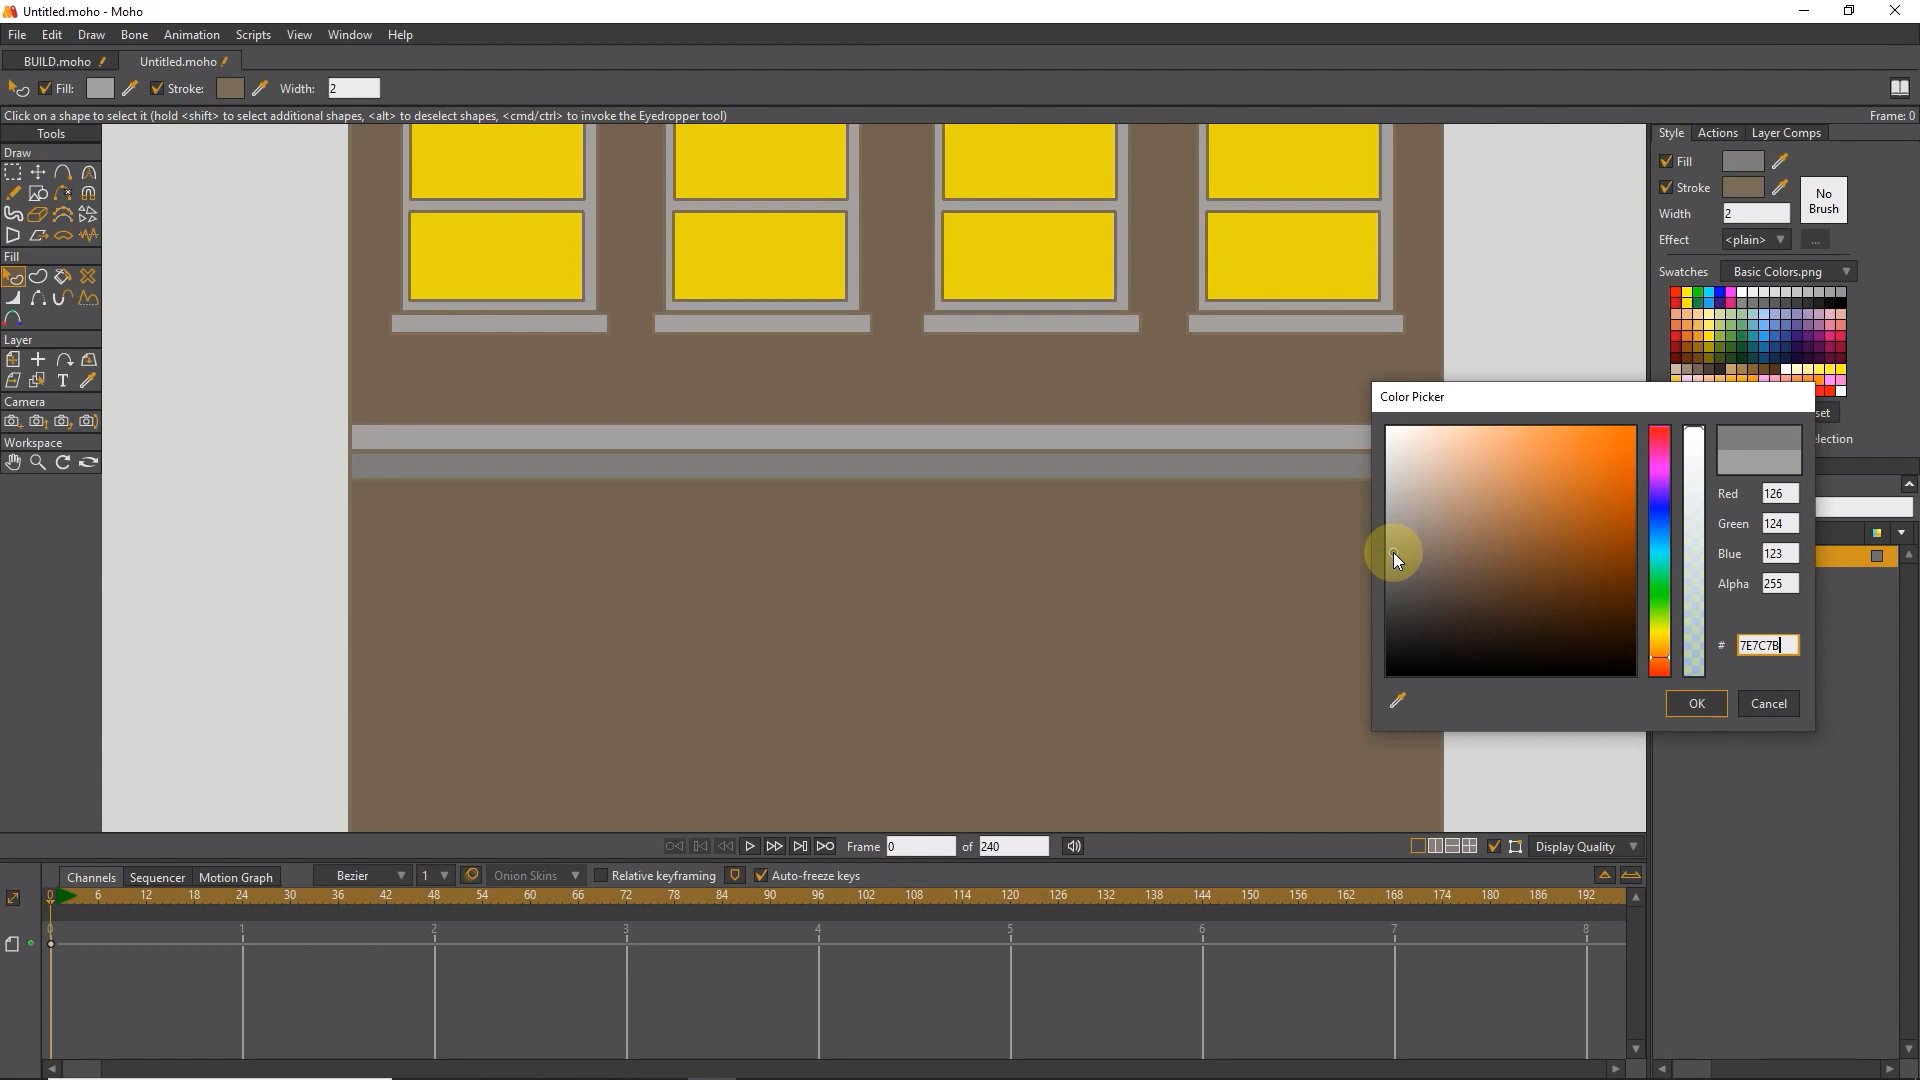 Untitled.moho - Moho
File Edit Draw Bone Animation Scripts View Window Help
BUILD.moho Untitled.moho
Fill: Stroke: Width: 2
Click on a shape to select it (hold <shift> to select additional shapes, <alt> to deselect shapes, <cmd/ctrl> to invoke the Eyedropper tool) Frame: 0
Tools Style Actions Layer Comps
Draw
Fill
Stroke
No Brush
Width 2
Effect <plain> ...
Swatches Basic Colors.png
Fill
Layer
Camera
Workspace
Color Picker
set
election
Red 126
Green 124
Blue 123
Alpha 255
# 7E7C7B
OK Cancel
Frame 0 of 240 Display Quality
Channels Sequencer Motion Graph Bezier 1 Onion Skins Relative keyframing Auto-freeze keys
0 6 12 18 24 30 36 42 48 54 60 66 72 78 84 90 96 102 108 114 120 126 132 138 144 150 156 162 168 174 180 186 192
0 1 2 3 4 5 6 7 8